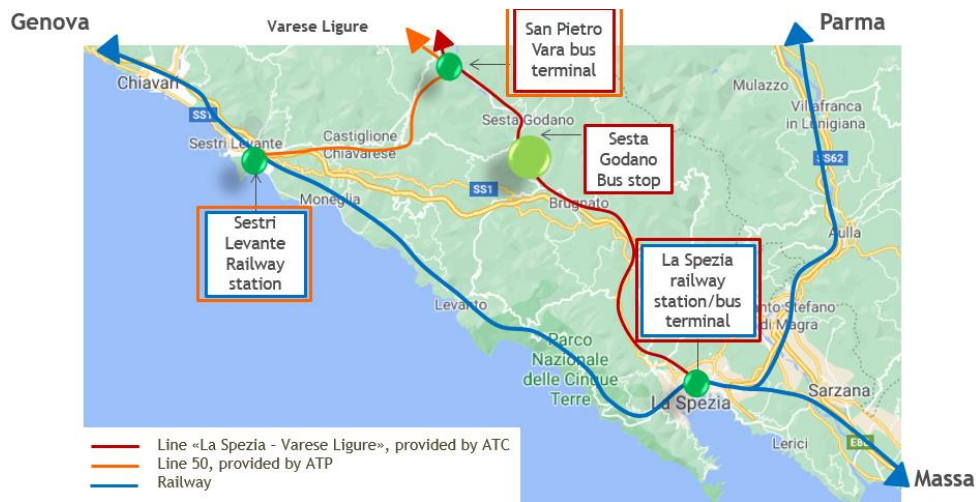 Genova
Varese Ligure
San Pietro
Vara bus
terminal
Parma
Chiavari
SS1
Sestri Levante
Castiglione
Chiavarese
Sesta Godano
Sesta
Godano
Bus stop
Mulazzo
Villafranca
in Lunigiana
SS62
Moneglia
SS1
Brugnato
Aulla
Sestri
Levante
Railway
station
La Spezia
railway
station/bus
terminal
Levanto
Stefano
di Magra
Parco
Nazionale
delle Cinque
Terre
La Spezia
Sarzana
Lerici
Massa
Line «La Spezia – Varese Ligure», provided by ATC
Line 50, provided by ATP
Railway